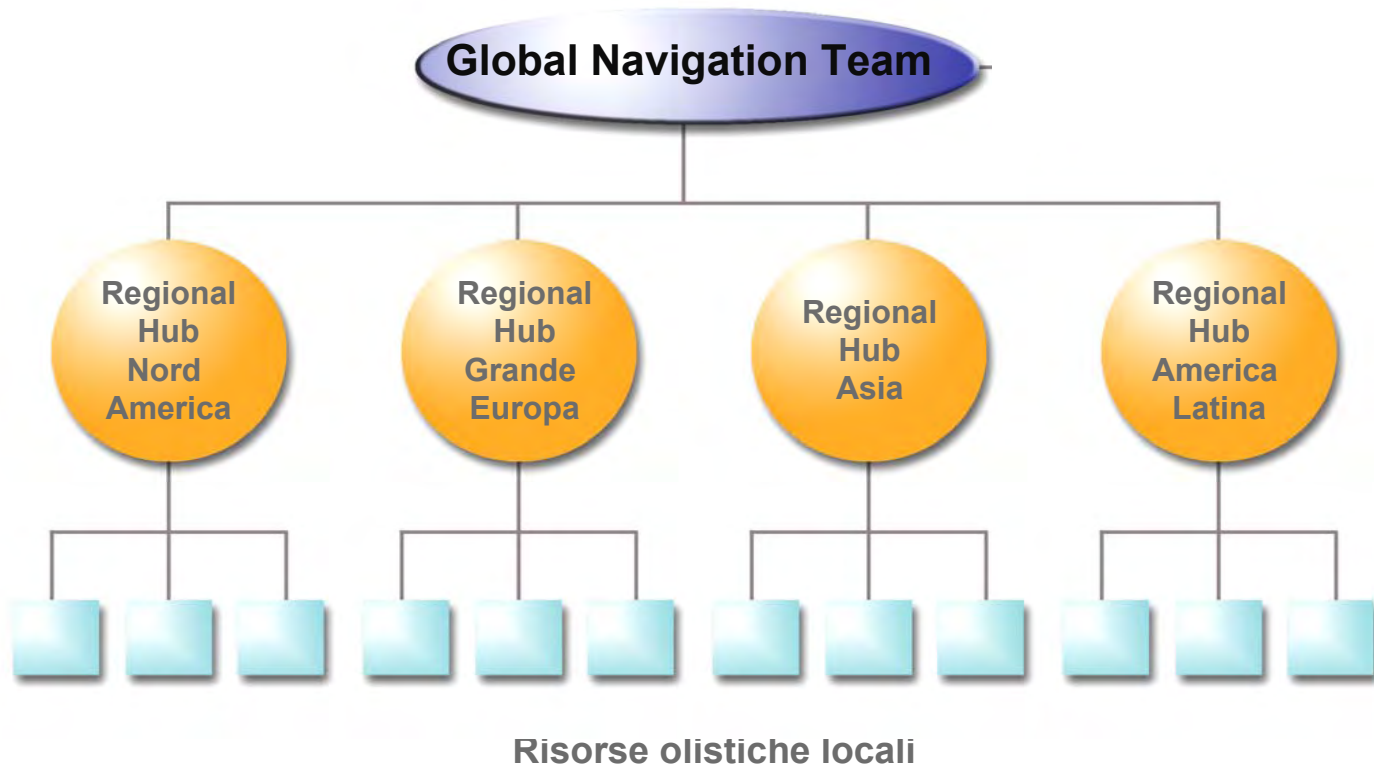 Global Navigation Team
Regional
Hub
Nord
America
Regional
Hub
Grande
Europa
Regional
Hub
Asia
Regional
Hub
America
Latina
Risorse olistiche locali